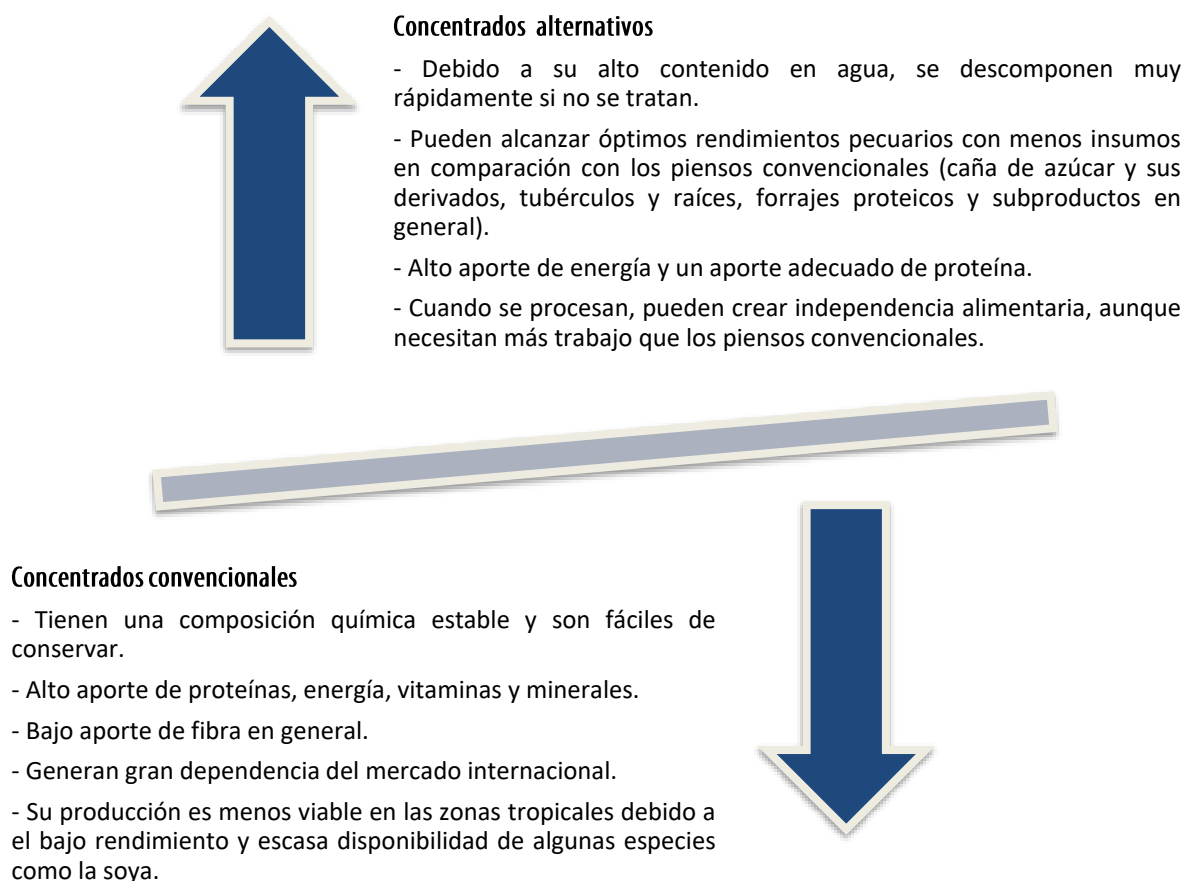 Concentrados alternativos
- Debido a su alto contenido en agua, se descomponen muy
rápidamente si no se tratan.
- Pueden alcanzar óptimos rendimientos pecuarios con menos insumos
en comparación con los piensos convencionales (caña de azúcar y sus
derivados, tubérculos y raíces, forrajes proteicos y subproductos en
general).
- Alto aporte de energía y un aporte adecuado de proteína.
- Cuando se procesan, pueden crear independencia alimentaria, aunque
necesitan más trabajo que los piensos convencionales.
Concentrados convencionales
- Tienen una composición química estable y son fáciles de
conservar.
- Alto aporte de proteínas, energía, vitaminas y minerales.
- Bajo aporte de fibra en general.
- Generan gran dependencia del mercado internacional.
- Su producción es menos viable en las zonas tropicales debido a
el bajo rendimiento y escasa disponibilidad de algunas especies
como la soya.